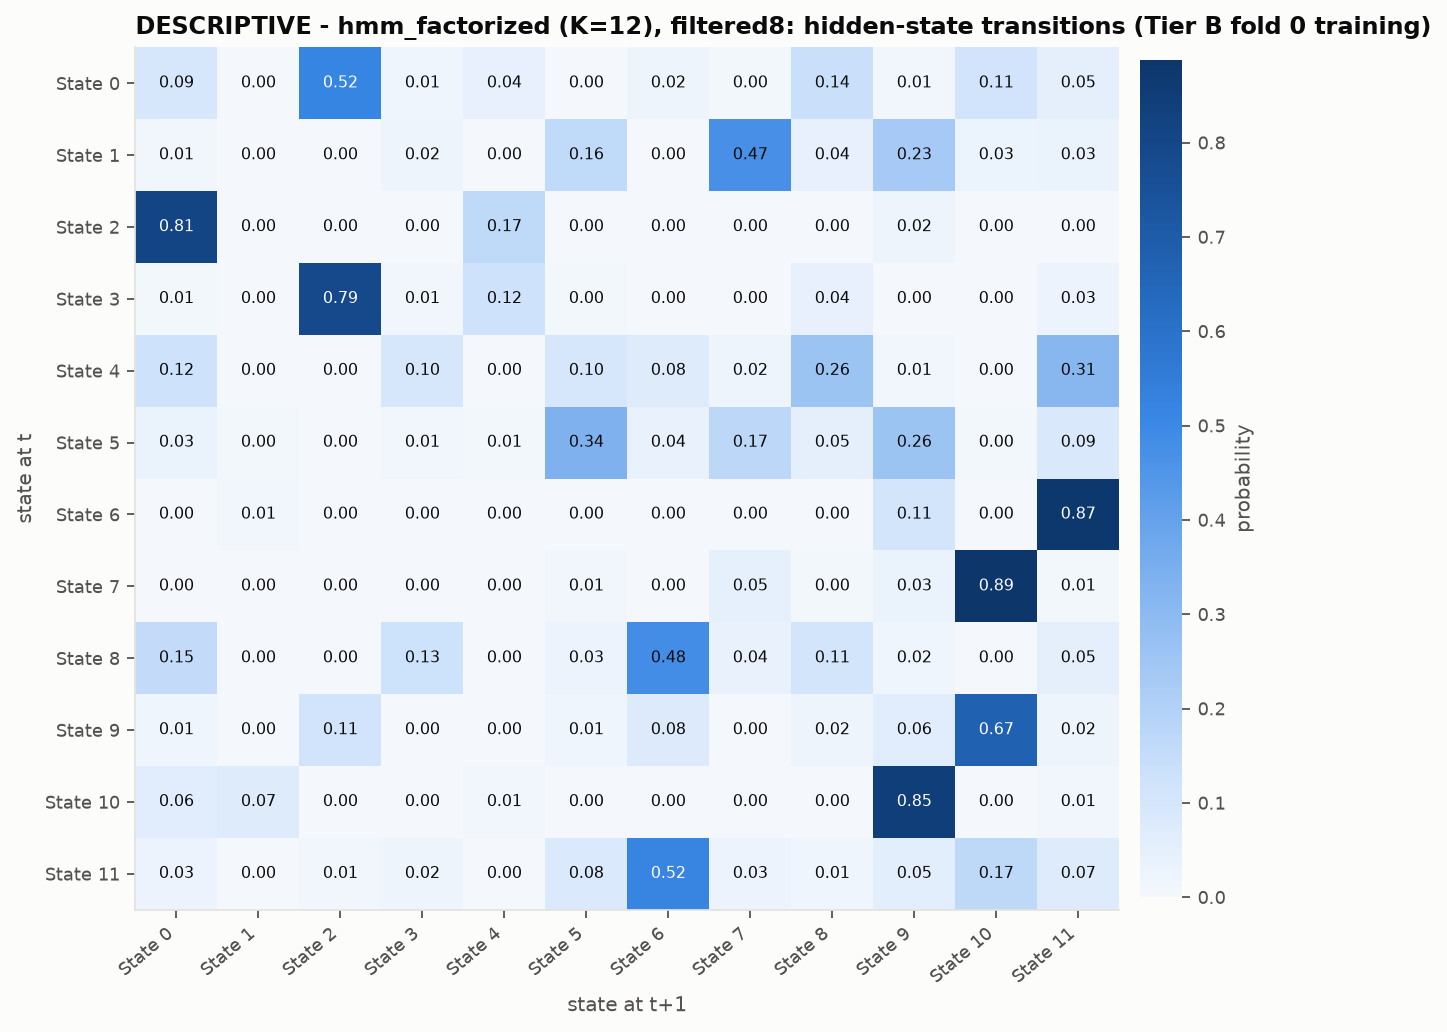 DESCRIPTIVE - hmm_factorized (K=12), filtered8: hidden-state transitions (Tier B fold 0 training)
State 0 0.09 0.00 0.52 0.01 0.04 0.00 0.02 0.00 0.14 0.01 0.11 0.05
State 1 0.01 0.00 0.00 0.02 0.00 0.16 0.00 0.47 0.04 0.23 0.03 0.03
State 2 0.81 0.00 0.00 0.00 0.17 0.00 0.00 0.00 0.00 0.02 0.00 0.00
State 3 0.01 0.00 0.79 0.01 0.12 0.00 0.00 0.00 0.04 0.00 0.00 0.03
State 4 0.12 0.00 0.00 0.10 0.00 0.10 0.08 0.02 0.26 0.01 0.00 0.31
State 5 0.03 0.00 0.00 0.01 0.01 0.34 0.04 0.17 0.05 0.26 0.00 0.09
State 6 0.00 0.01 0.00 0.00 0.00 0.00 0.00 0.00 0.00 0.11 0.00 0.87
State 7 0.00 0.00 0.00 0.00 0.00 0.01 0.00 0.05 0.00 0.03 0.89 0.01
State 8 0.15 0.00 0.00 0.13 0.00 0.03 0.48 0.04 0.11 0.02 0.00 0.05
State 9 0.01 0.00 0.11 0.00 0.00 0.01 0.08 0.00 0.02 0.06 0.67 0.02
State 10 0.06 0.07 0.00 0.00 0.01 0.00 0.00 0.00 0.00 0.85 0.00 0.01
State 11 0.03 0.00 0.01 0.02 0.00 0.08 0.52 0.03 0.01 0.05 0.17 0.07
State 0 State 1 State 2 State 3 State 4 State 5 State 6 State 7 State 8 State 9 State 10 State 11
state at t+1
state at t
0.8
0.7
0.6
0.5
0.4
0.3
0.2
0.1
0.0
probability